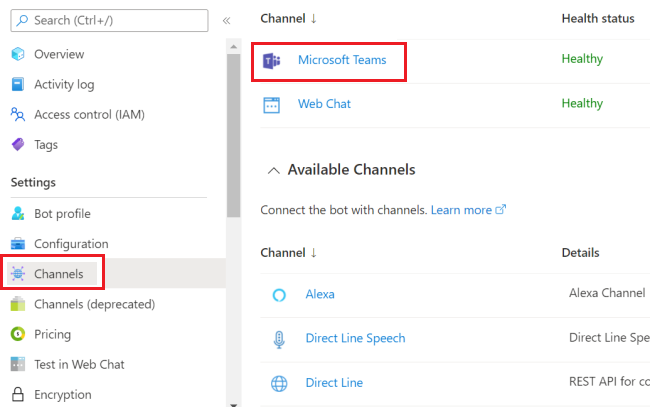 Search (Ctrl+/)
«
Overview
Activity log
Access control (IAM)
Tags
Settings
Bot profile
Configuration
Channels
Channels (deprecated)
Pricing
Test in Web Chat
Encryption
Channel ↓ Health status
Microsoft Teams Healthy
Web Chat Healthy
Available Channels
Connect the bot with channels. Learn more
Channel ↓ Details
Alexa Alexa Channel
Direct Line Speech Direct Line Spe
Direct Line REST API for co